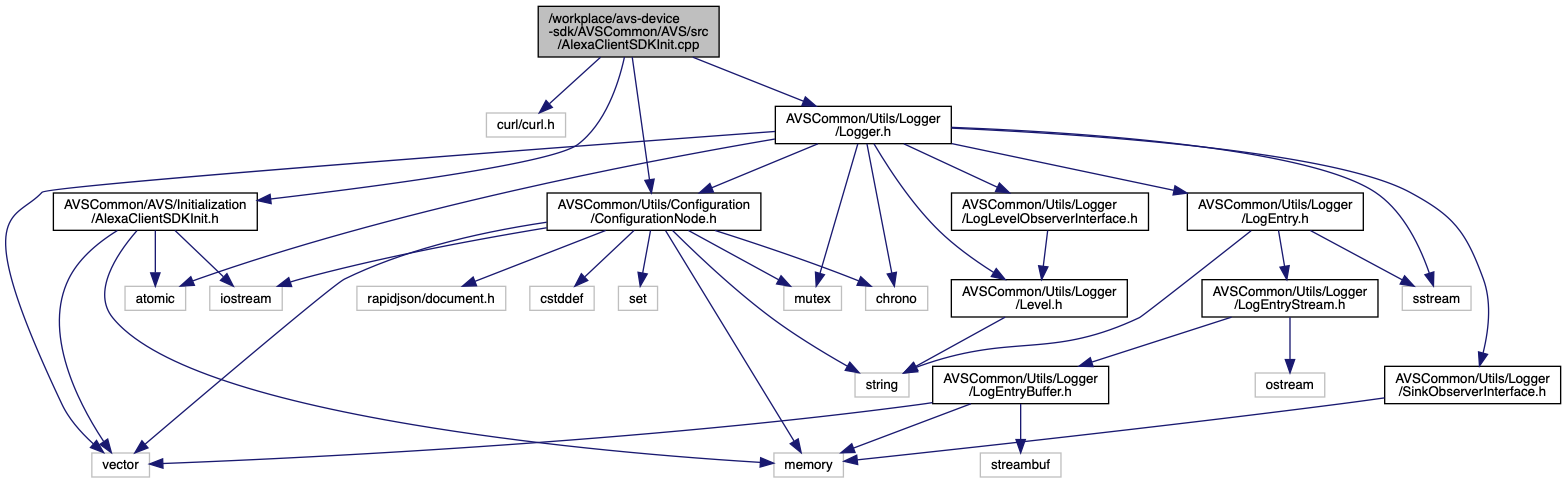 /workplace/avs-device
-sdk/AVSCommon/AVS/src
/AlexaClientSDKInit.cpp
curl/curl.h
AVSCommon/Utils/Logger
/Logger.h
AVSCommon/AVS/Initialization
/AlexaClientSDKInit.h
AVSCommon/Utils/Configuration
/ConfigurationNode.h
AVSCommon/Utils/Logger
/LogLevelObserverInterface.h
AVSCommon/Utils/Logger
/LogEntry.h
atomic
iostream
rapidjson/document.h
cstddef
set
mutex
chrono
AVSCommon/Utils/Logger
/Level.h
AVSCommon/Utils/Logger
/LogEntryStream.h
sstream
string
AVSCommon/Utils/Logger
/LogEntryBuffer.h
ostream
AVSCommon/Utils/Logger
/SinkObserverInterface.h
vector
memory
streambuf